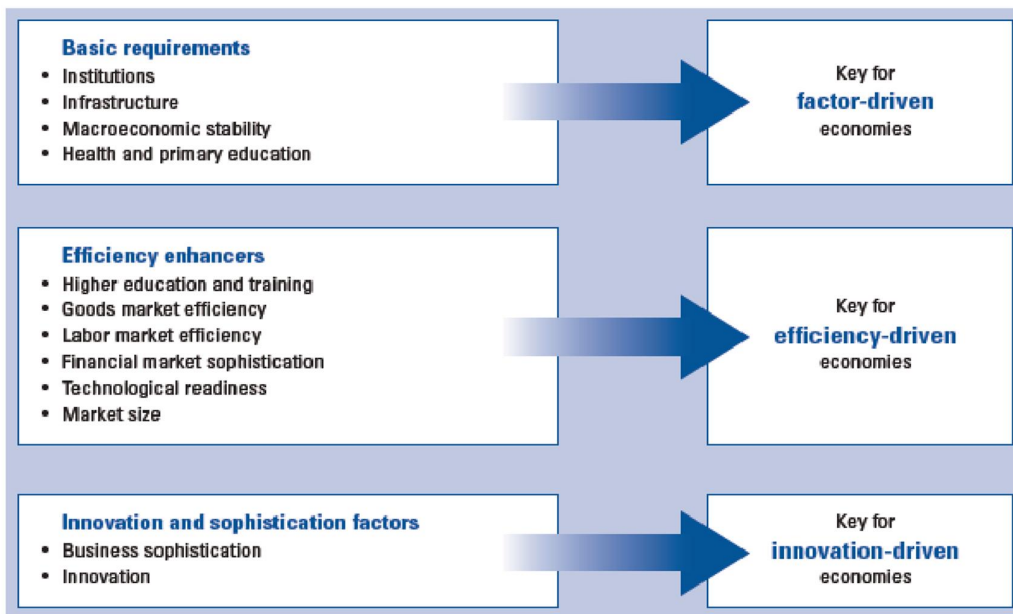 Basic requirements
• Institutions
• Infrastructure
• Macroeconomic stability
• Health and primary education
Key for
factor-driven
economies
Efficiency enhancers
• Higher education and training
• Goods market efficiency
• Labor market efficiency
• Financial market sophistication
• Technological readiness
• Market size
Key for
efficiency-driven
economies
Innovation and sophistication factors
• Business sophistication
• Innovation
Key for
innovation-driven
economies